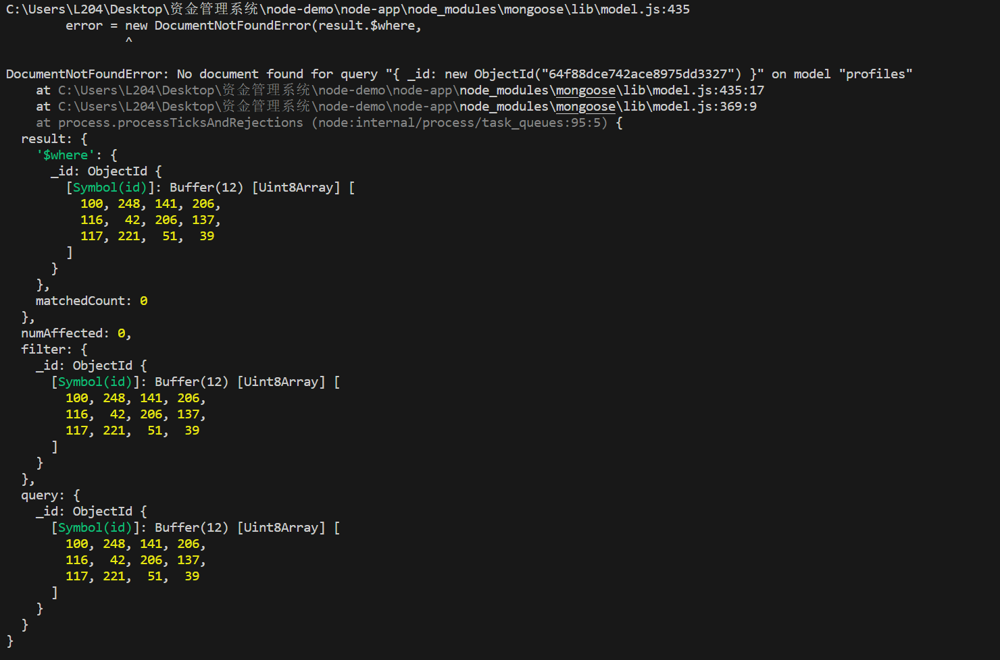 C:\Users\L204\Desktop\资金管理系统\node-demo\node-app\node_modules\mongoose\lib\model.js:435
        error = new DocumentNotFoundError(result.$where,
                ^

DocumentNotFoundError: No document found for query "{ _id: new ObjectId("64f88dce742ace8975dd3327") }" on model "profiles"
    at C:\Users\L204\Desktop\资金管理系统\node-demo\node-app\node_modules\mongoose\lib\model.js:435:17
    at C:\Users\L204\Desktop\资金管理系统\node-demo\node-app\node_modules\mongoose\lib\model.js:369:9
    at process.processTicksAndRejections (node:internal/process/task_queues:95:5) {
  result: {
    '$where': {
      _id: ObjectId {
        [Symbol(id)]: Buffer(12) [Uint8Array] [
          100, 248, 141, 206,
          116,  42, 206, 137,
          117, 221,  51,  39
        ]
      }
    },
    matchedCount: 0
  },
  numAffected: 0,
  filter: {
    _id: ObjectId {
      [Symbol(id)]: Buffer(12) [Uint8Array] [
        100, 248, 141, 206,
        116,  42, 206, 137,
        117, 221,  51,  39
      ]
    }
  },
  query: {
    _id: ObjectId {
      [Symbol(id)]: Buffer(12) [Uint8Array] [
        100, 248, 141, 206,
        116,  42, 206, 137,
        117, 221,  51,  39
      ]
    }
  }
}